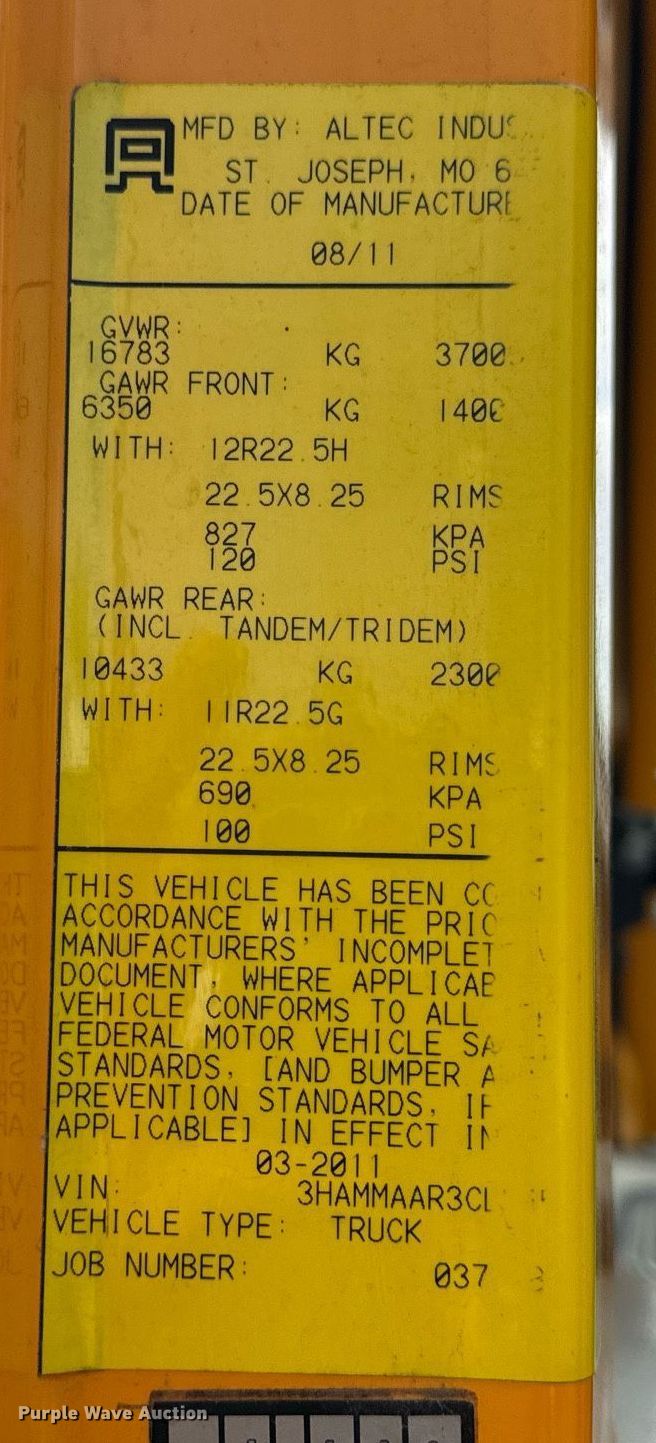 MFD BY: ALTEC INDUS
ST. JOSEPH, MO 6
DATE OF MANUFACTURE
08/11
GVWR:
16783 KG 3700
GAWR FRONT:
6350 KG 1400
WITH: 12R22.5H
22.5X8.25 RIMS
827 KPA
120 PSI
GAWR REAR:
(INCL. TANDEM/TRIDEM)
10433 KG 2300
WITH: 11R22.5G
22.5X8.25 RIMS
690 KPA
100 PSI
THIS VEHICLE HAS BEEN CO
ACCORDANCE WITH THE PRIO
MANUFACTURERS' INCOMPLET
DOCUMENT, WHERE APPLICAB
VEHICLE CONFORMS TO ALL
FEDERAL MOTOR VEHICLE SA
STANDARDS, [AND BUMPER A
PREVENTION STANDARDS, IF
APPLICABLE] IN EFFECT IN
03-2011
VIN: 3HAMMAAR3CL
VEHICLE TYPE: TRUCK
JOB NUMBER: 037
Purple Wave Auction